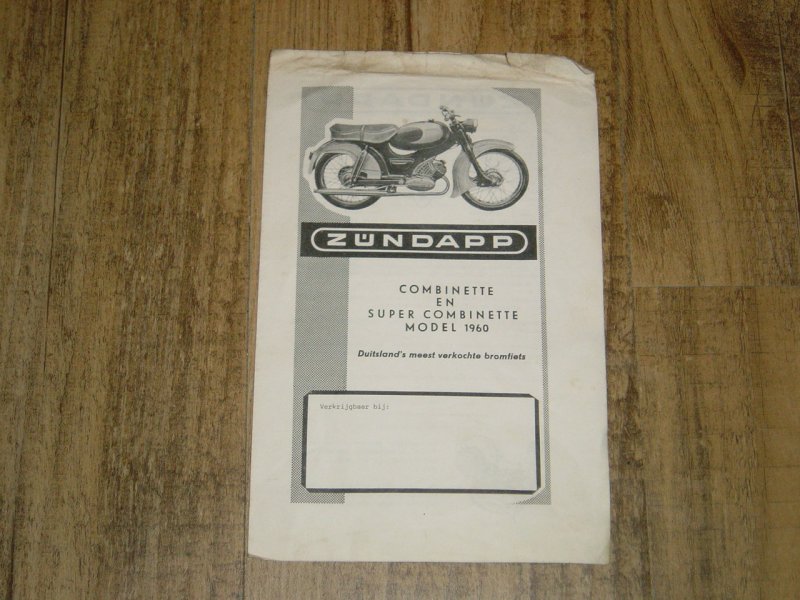 ZÜNDAPP
COMBINETTE
EN
SUPER COMBINETTE
MODEL 1960
Duitsland's meest verkochte bromfiets
Verkrijgbaar bij: